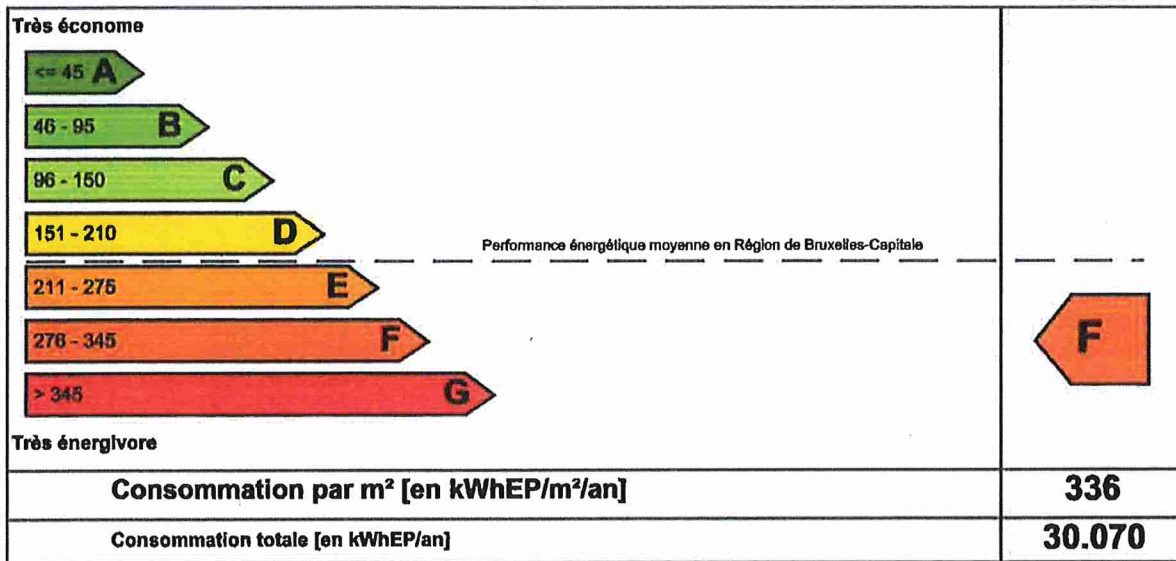 Très économe
<= 45 A
46 - 95 B
96 - 150 C
151 - 210 D
Performance énergétique moyenne en Région de Bruxelles-Capitale
211 - 275 E
276 - 345 F
F
> 345 G
Très énergivore
Consommation par m² [en kWhEP/m²/an] 336
Consommation totale [en kWhEP/an] 30.070